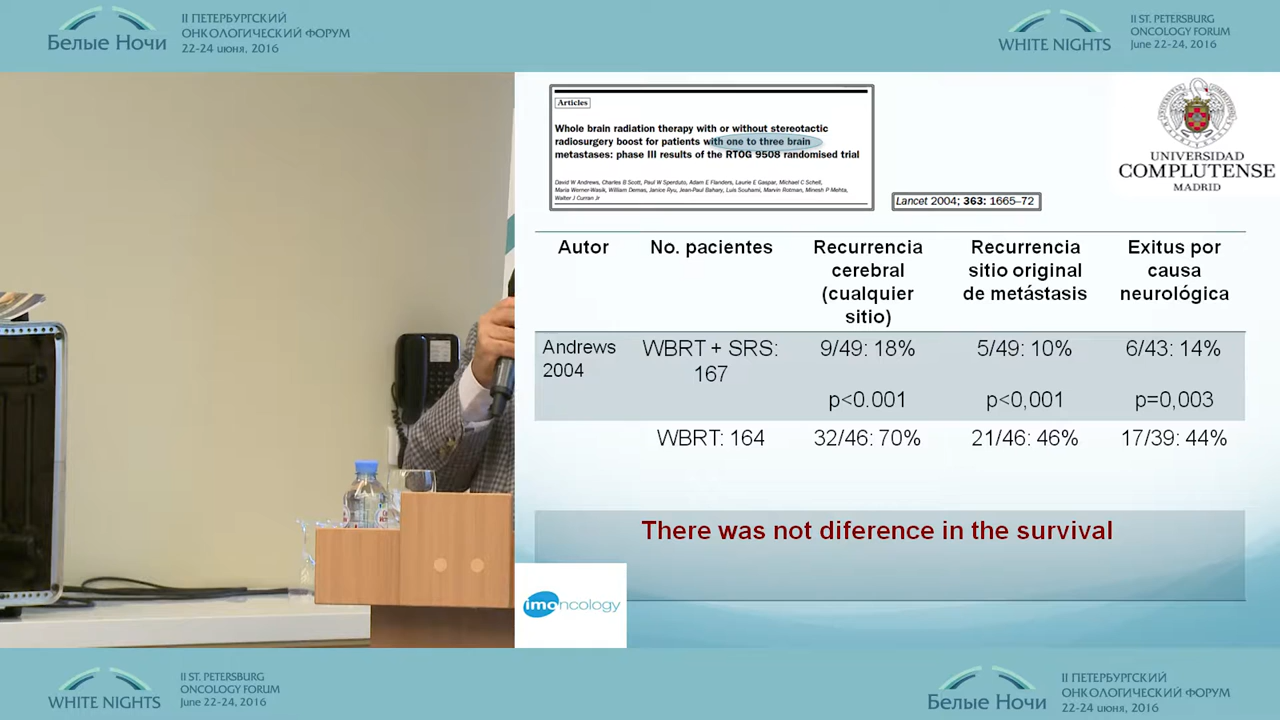 II ПЕТЕРБУРГСКИЙ
ОНКОЛОГИЧЕСКИЙ ФОРУМ
22-24 июня, 2016
Белые Ночи
WHITE NIGHTS
II ST. PETERSBURG
ONCOLOGY FORUM
June 22-24, 2016
Articles
Whole brain radiation therapy with or without stereotactic
radiosurgery boost for patients with one to three brain
metastases: phase III results of the RTOG 9508 randomised trial
David W Andrews, Charles B Scott, Paul W Sperduto, Adam E Flanders, Laurie E Gaspar, Michael C Schell,
Maria Werner-Wasik, William Demas, Janice Ryu, Jean-Paul Bahary, Luis Souhami, Marvin Rotman, Minesh P Mehta,
Walter J Curran Jr
Lancet 2004; 363: 1665–72
UNIVERSIDAD
COMPLUTENSE
MADRID
Autor
No. pacientes
Recurrencia
cerebral
(cualquier
sitio)
Recurrencia
sitio original
de metástasis
Exitus por
causa
neurológica
Andrews
2004
WBRT + SRS:
167
9/49: 18%
p<0.001
5/49: 10%
p<0,001
6/43: 14%
p=0,003
WBRT: 164
32/46: 70%
21/46: 46%
17/39: 44%
There was not diference in the survival
imoncology
WHITE NIGHTS
II ST. PETERSBURG
ONCOLOGY FORUM
June 22-24, 2016
Белые Ночи
II ПЕТЕРБУРГСКИЙ
ОНКОЛОГИЧЕСКИЙ ФОРУМ
22-24 июня, 2016